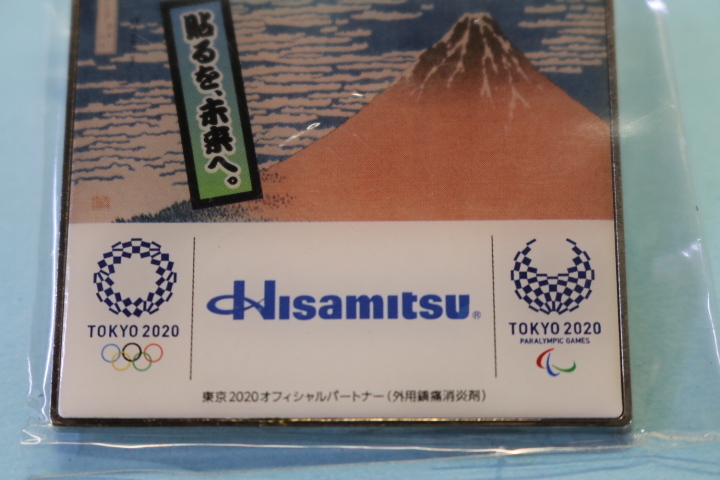 貼るを、未来へ。
TOKYO 2020
Hisamitsu®
TOKYO 2020
PARALYMPIC GAMES
東京2020オフィシャルパートナー(外用鎮痛消炎剤)